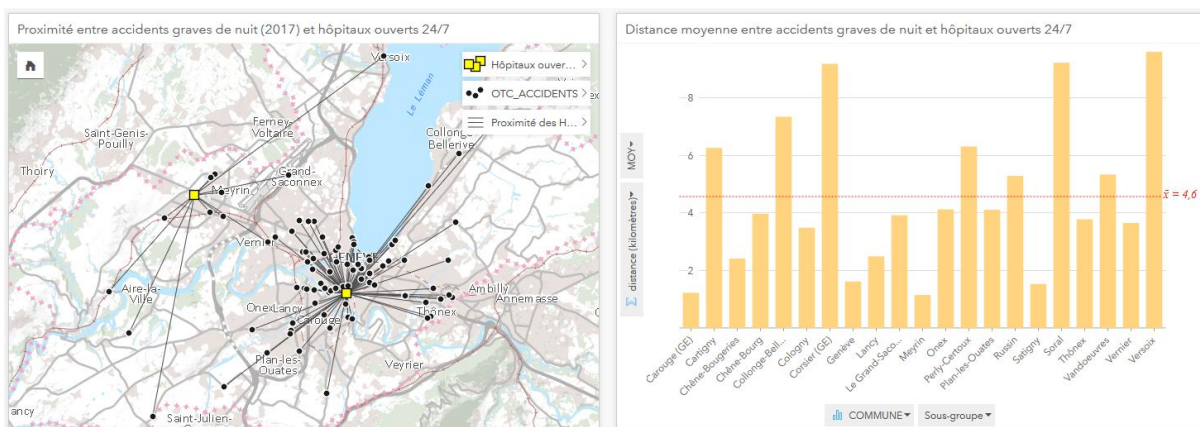 Proximité entre accidents graves de nuit (2017) et hôpitaux ouverts 24/7
Versoix
Hôpitaux ouver...
OTC_ACCIDENTS
Proximité des H...
Le Léman
Saint-Genis-
Pouilly
Ferney-
Voltaire
Collonge-
Bellerive
Thoiry
Meyrin
Grand-
Saconnex
Vernier
Aire-la-
Ville
Onex
Lancy
Carouge
Ambilly
Annemasse
Thônex
Plan-les-
Ouates
Veyrier
ancy
Saint-Julien-
Distance moyenne entre accidents graves de nuit et hôpitaux ouverts 24/7
MOY
Σ distance (kilomètres)
8
6
4
2
x̄ = 4,6
Carouge (GE)
Cartigny
Chêne-Bougeries
Chêne-Bourg
Collonge-Bell...
Cologny
Corsier (GE)
Genève
Lancy
Le Grand-Saco...
Meyrin
Onex
Perly-Certoux
Plan-les-Ouates
Russin
Satigny
Soral
Thônex
Vandoeuvres
Vernier
Versoix
COMMUNE
Sous-groupe